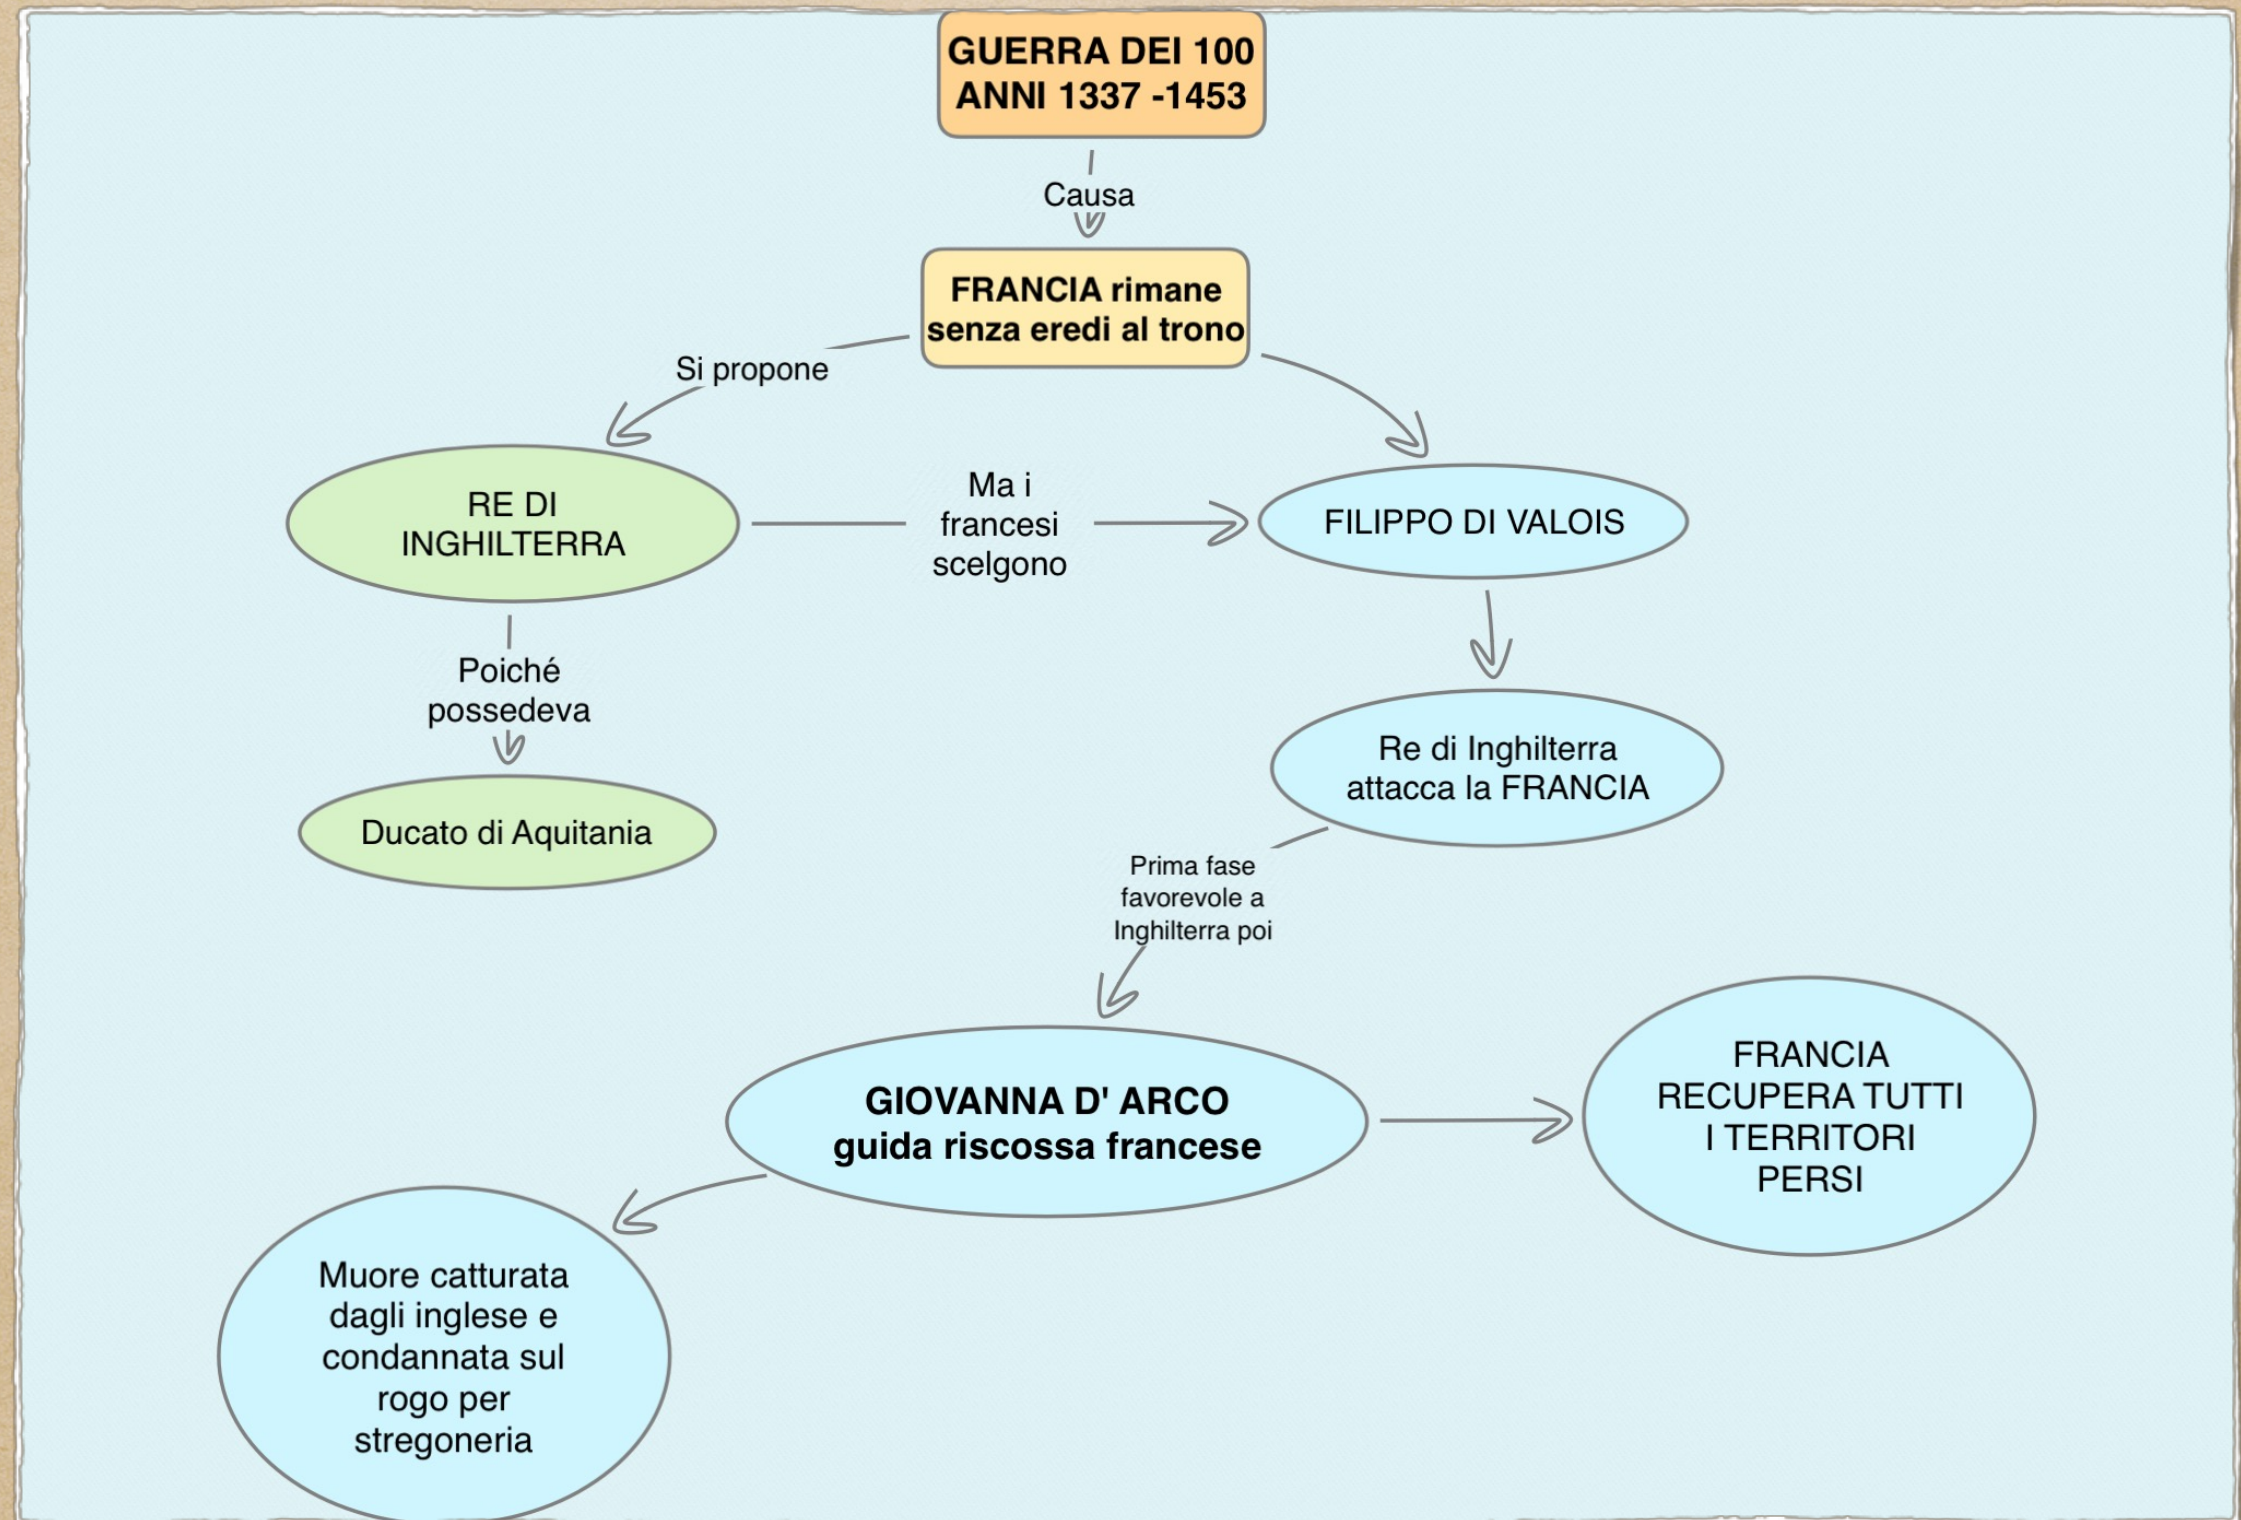 GUERRA DEI 100
ANNI 1337 -1453
Causa
FRANCIA rimane
senza eredi al trono
Si propone
RE DI
INGHILTERRA
Ma i
francesi
scelgono
FILIPPO DI VALOIS
Poiché
possedeva
Ducato di Aquitania
Re di Inghilterra
attacca la FRANCIA
Prima fase
favorevole a
Inghilterra poi
GIOVANNA D' ARCO
guida riscossa francese
FRANCIA
RECUPERA TUTTI
I TERRITORI
PERSI
Muore catturata
dagli inglese e
condannata sul
rogo per
stregoneria